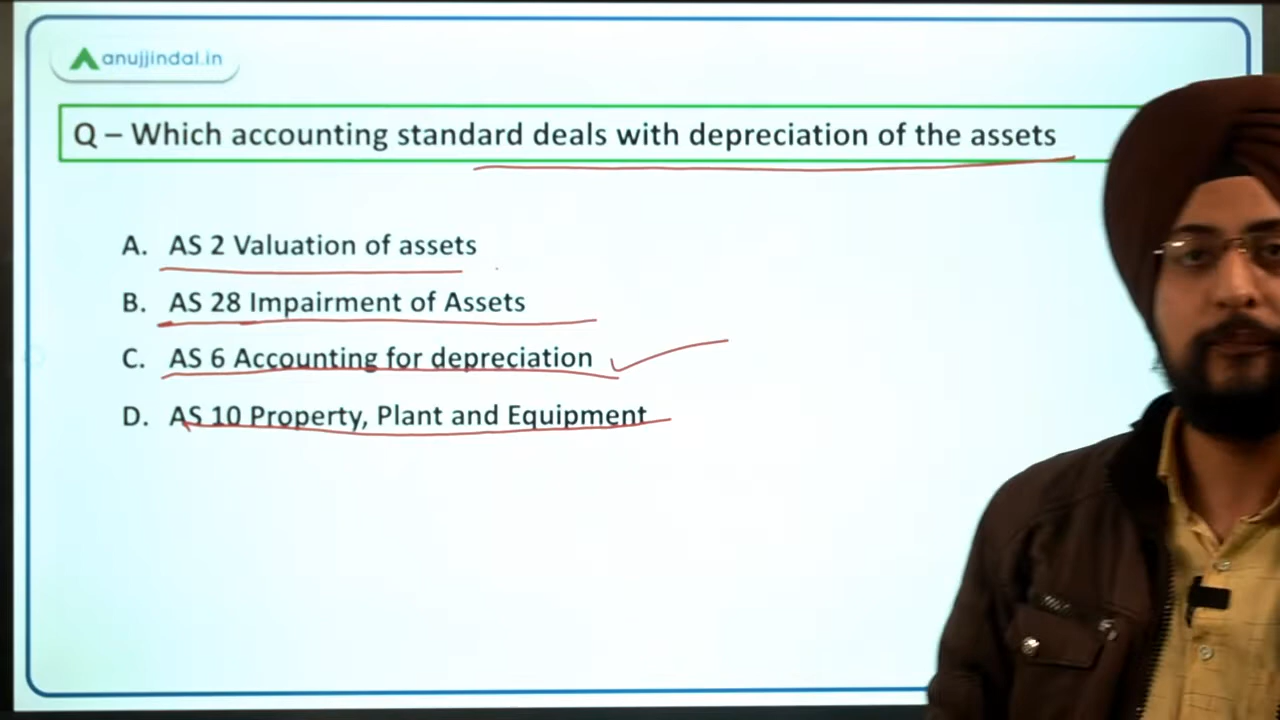 anujjindal.in
Q – Which accounting standard deals with depreciation of the assets
A. AS 2 Valuation of assets
B. AS 28 Impairment of Assets
C. AS 6 Accounting for depreciation
D. AS 10 Property, Plant and Equipment